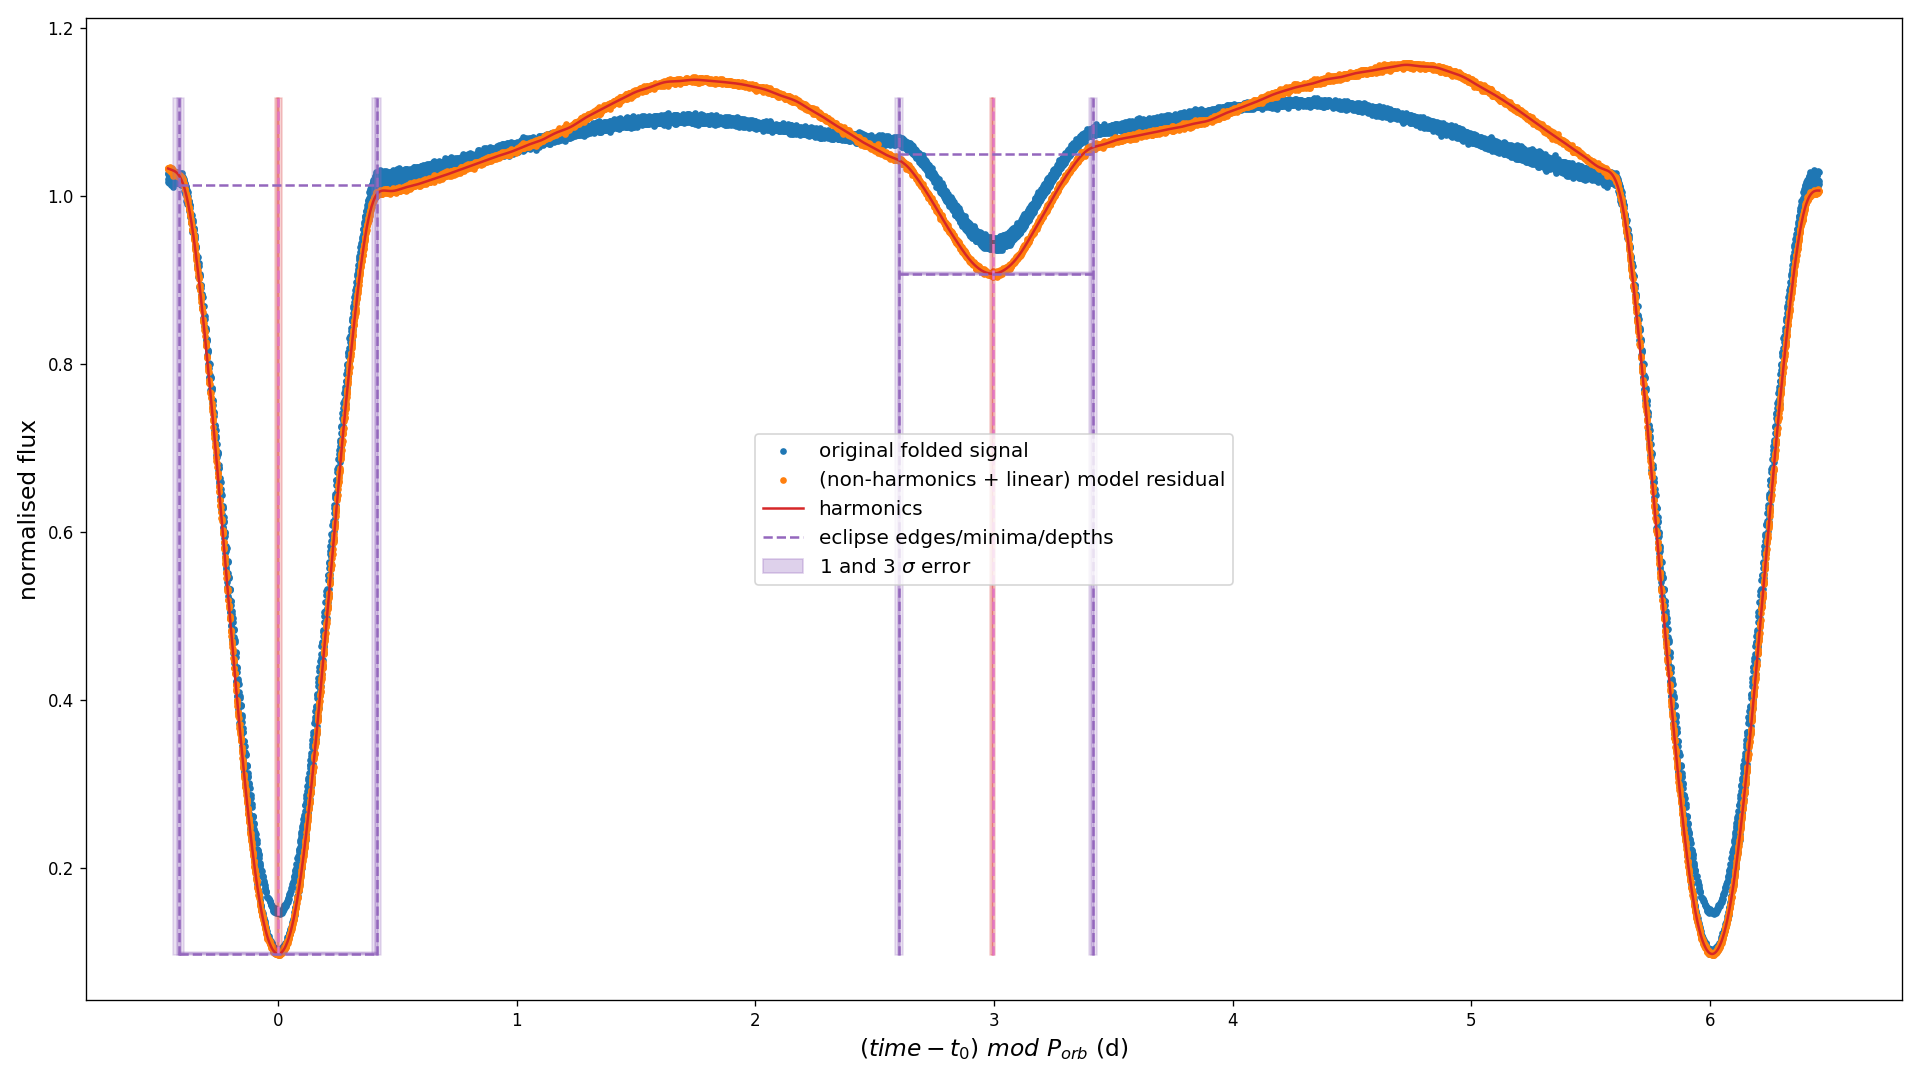 1.2
1.0
0.8
0.6
0.4
0.2
normalised flux
original folded signal
(non-harmonics + linear) model residual
harmonics
eclipse edges/minima/depths
1 and 3 σ error
0 1 2 3 4 5 6
(time − t₀) mod P_orb (d)